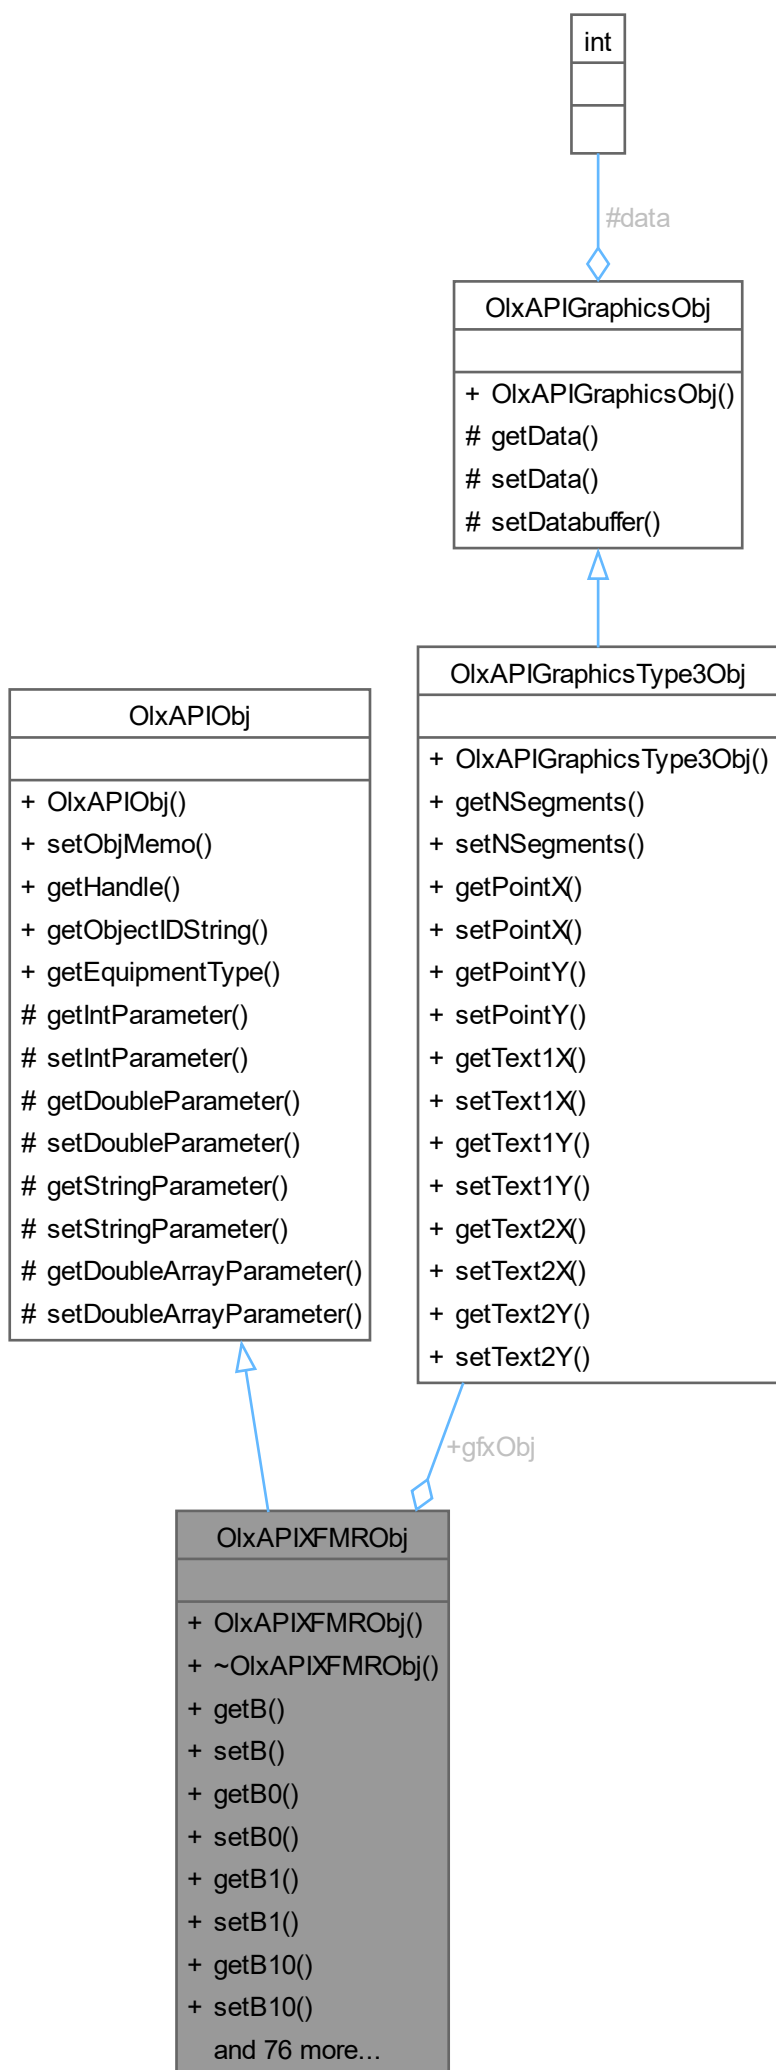 int
#data
OlxAPIGraphicsObj
+ OlxAPIGraphicsObj()
# getData()
# setData()
# setDatabuffer()
OlxAPIGraphicsType3Obj
+ OlxAPIGraphicsType3Obj()
+ getNSegments()
+ setNSegments()
+ getPointX()
+ setPointX()
+ getPointY()
+ setPointY()
+ getText1X()
+ setText1X()
+ getText1Y()
+ setText1Y()
+ getText2X()
+ setText2X()
+ getText2Y()
+ setText2Y()
OlxAPIObj
+ OlxAPIObj()
+ setObjMemo()
+ getHandle()
+ getObjectIDString()
+ getEquipmentType()
# getIntParameter()
# setIntParameter()
# getDoubleParameter()
# setDoubleParameter()
# getStringParameter()
# setStringParameter()
# getDoubleArrayParameter()
# setDoubleArrayParameter()
+gfxObj
OlxAPIXFMRObj
+ OlxAPIXFMRObj()
+ ~OlxAPIXFMRObj()
+ getB()
+ setB()
+ getB0()
+ setB0()
+ getB1()
+ setB1()
+ getB10()
+ setB10()
and 76 more...